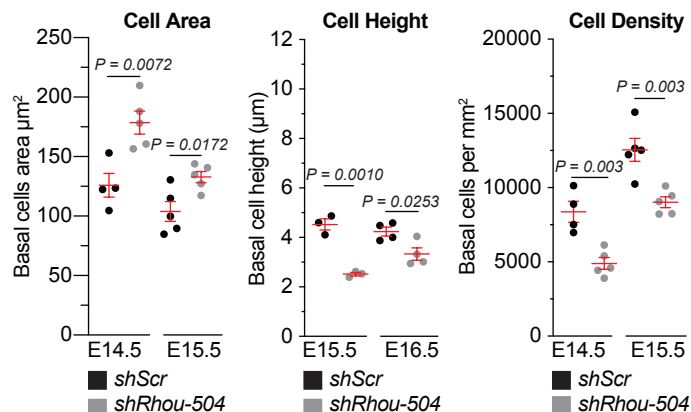 Cell Area
Basal cells area µm²
250
200
150
125
100
75
50
25
0
P = 0.0072
P = 0.0172
E14.5
E15.5
shScr
shRhou-504
Cell Height
Basal cell height (µm)
12
10
8
6
4
2
0
P = 0.0010
P = 0.0253
E15.5
E16.5
shScr
shRhou-504
Cell Density
Basal cells per mm²
20000
15000
10000
5000
0
P = 0.003
P = 0.003
E14.5
E15.5
shScr
shRhou-504